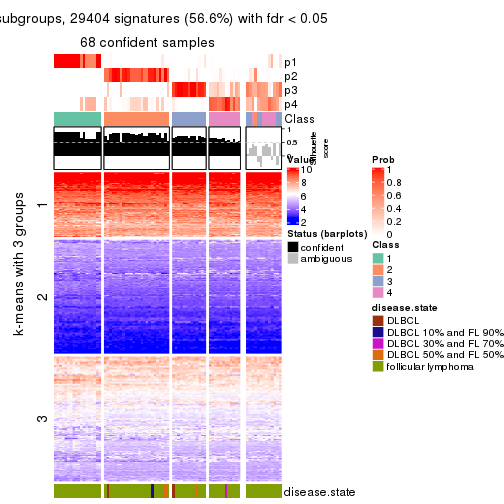 subgroups, 29404 signatures (56.6%) with fdr < 0.05
68 confident samples
p1
p2
p3
p4
Class
1
0.5
0
Silhouette
score
k-means with 3 groups
1
2
3
Value
10
8
6
4
2
Status (barplots)
confident
ambiguous
Prob
1
0.8
0.6
0.4
0.2
0
Class
1
2
3
4
disease.state
DLBCL
DLBCL 10% and FL 90%
DLBCL 30% and FL 70%
DLBCL 50% and FL 50%
follicular lymphoma
disease.state